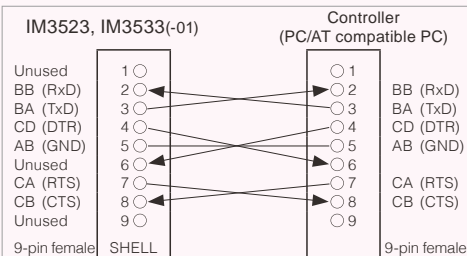 IM3523, IM3533(-01)
Controller
(PC/AT compatible PC)
Unused 1 1
BB (RxD) 2 2 BB (RxD)
BA (TxD) 3 3 BA (TxD)
CD (DTR) 4 4 CD (DTR)
AB (GND) 5 5 AB (GND)
Unused 6 6
CA (RTS) 7 7 CA (RTS)
CB (CTS) 8 8 CB (CTS)
Unused 9 9
9-pin female SHELL 9-pin female